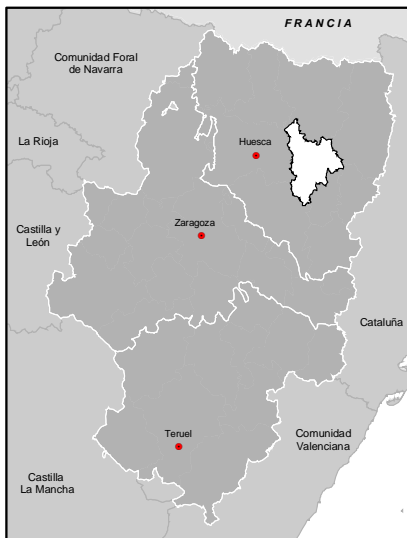 FRANCIA
Comunidad Foral
de Navarra
La Rioja
Huesca
Castilla y
León
Zaragoza
Cataluña
Teruel
Comunidad
Valenciana
Castilla
La Mancha